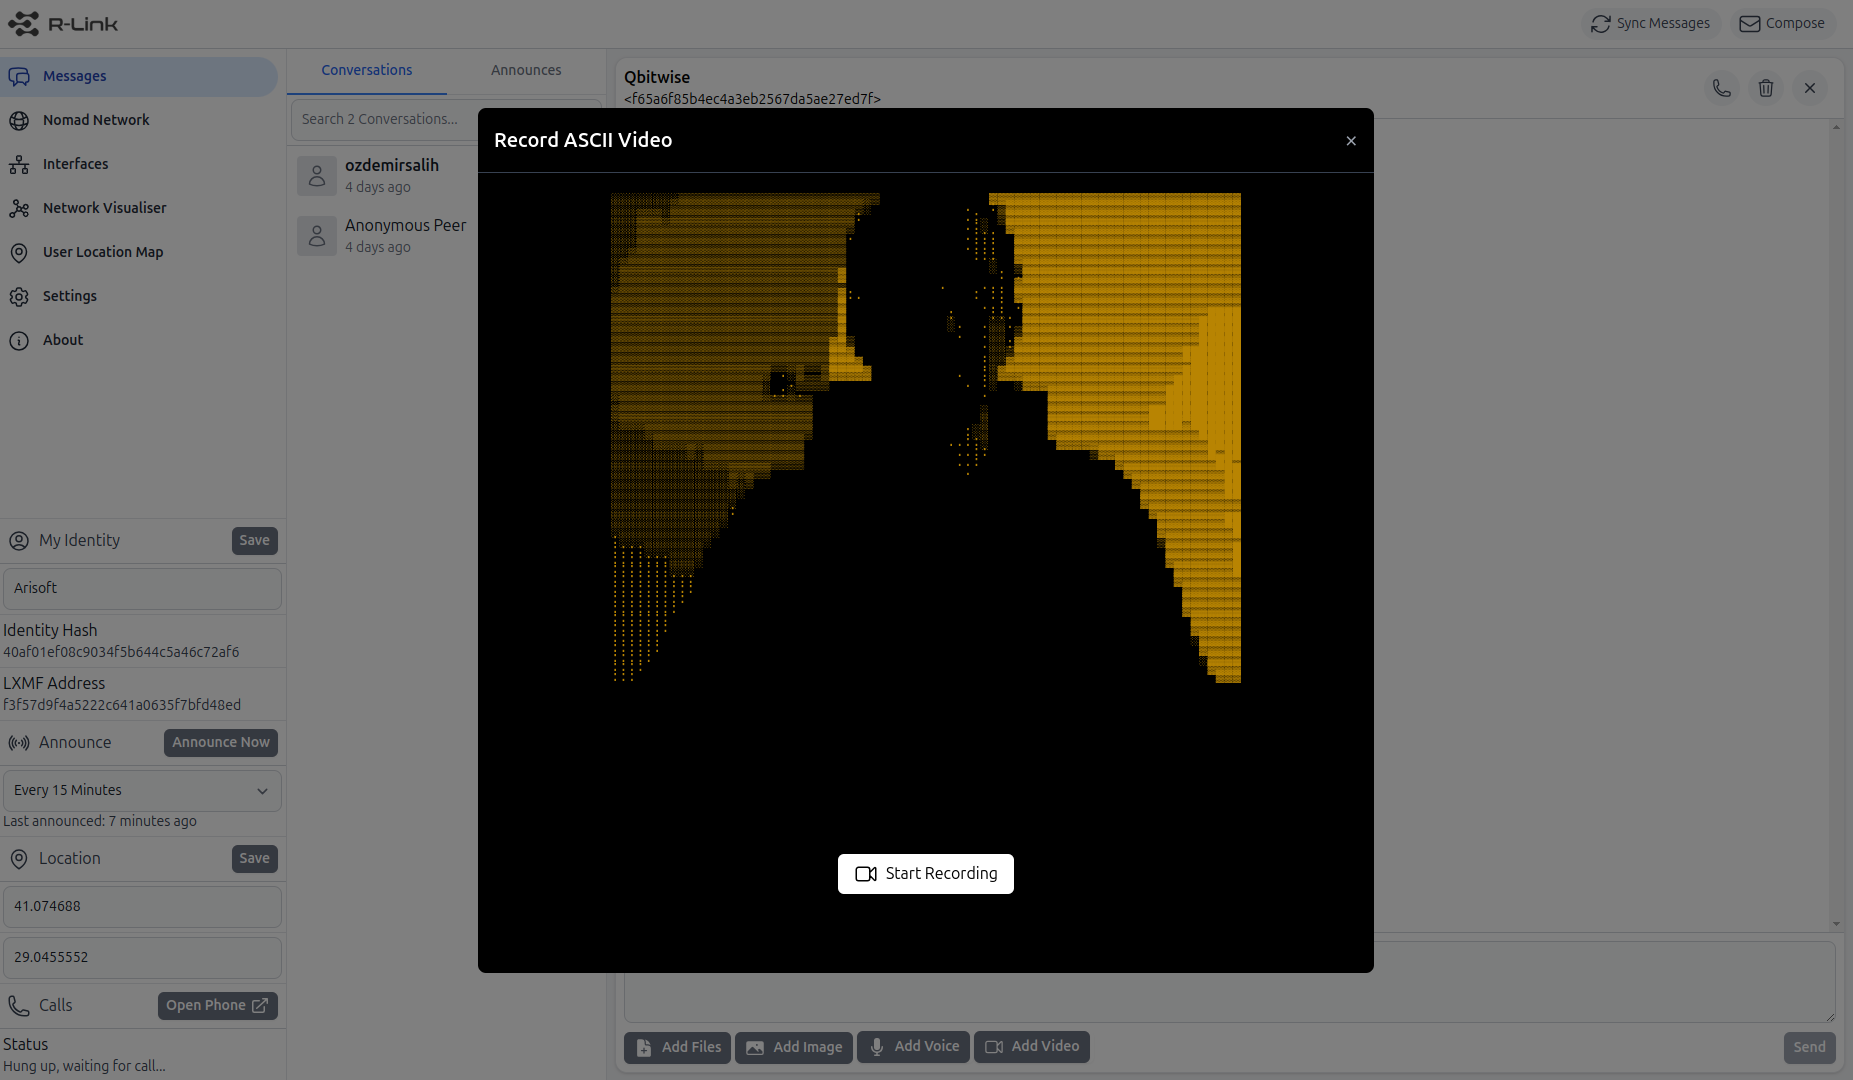 R-Link
Sync Messages
Compose
Messages
Nomad Network
Interfaces
Network Visualiser
User Location Map
Settings
About
My Identity
Save
Arisoft
Identity Hash
40af01ef08c9034f5b644c5a46c72af6
LXMF Address
f3f57d9f4a5222c641a0635f7bfd48ed
Announce
Announce Now
Every 15 Minutes
Last announced: 7 minutes ago
Location
Save
41.074688
29.0455552
Calls
Open Phone
Status
Hung up, waiting for call...
Conversations
Announces
Search 2 Conversations...
ozdemirsalih
4 days ago
Anonymous Peer
4 days ago
Qbitwise
<f65a6f85b4ec4a3eb2567da5ae27ed7f>
Record ASCII Video
×
Start Recording
Add Files
Add Image
Add Voice
Add Video
Send